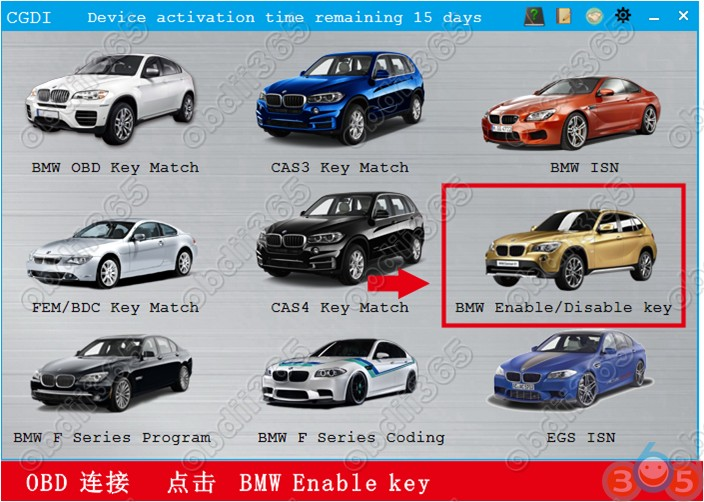 CGDI Device activation time remaining 15 days
BMW OBD Key Match CAS3 Key Match BMW ISN
FEM/BDC Key Match CAS4 Key Match BMW Enable/Disable key
BMW F Series Program BMW F Series Coding EGS ISN
OBD 连接 点击 BMW Enable key
365
obdii365